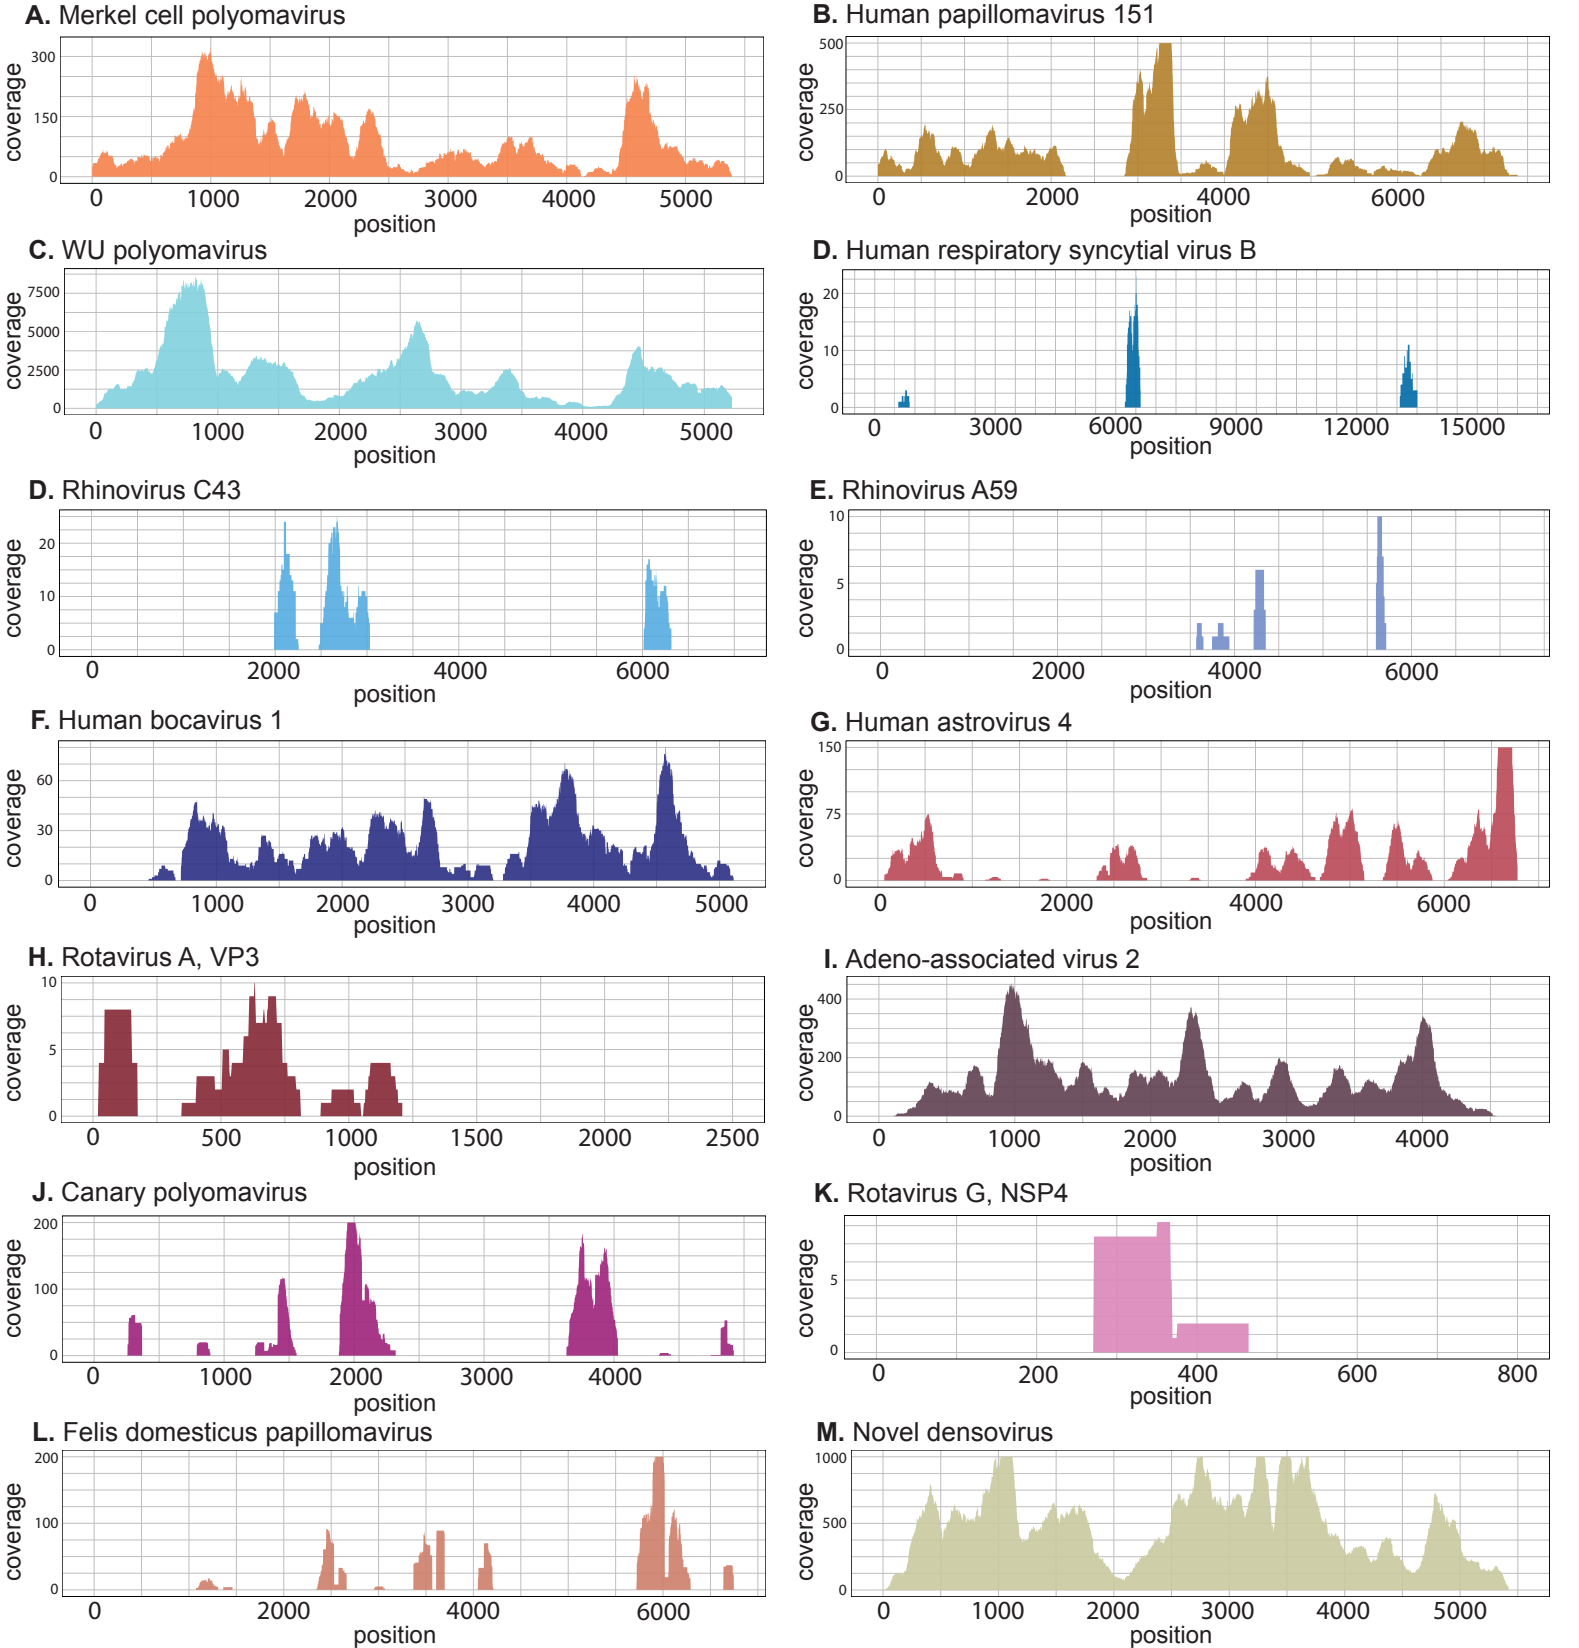 A. Merkel cell polyomavirus
coverage
300
150
0
0 1000 2000 3000 4000 5000
position
B. Human papillomavirus 151
coverage
500
250
0
0 2000 4000 6000
position
C. WU polyomavirus
coverage
7500
5000
2500
0
0 1000 2000 3000 4000 5000
position
D. Human respiratory syncytial virus B
coverage
20
10
0
0 3000 6000 9000 12000 15000
position
D. Rhinovirus C43
coverage
20
10
0
0 2000 4000 6000
position
E. Rhinovirus A59
coverage
10
5
0
0 2000 4000 6000
position
F. Human bocavirus 1
coverage
60
30
0
0 1000 2000 3000 4000 5000
position
G. Human astrovirus 4
coverage
150
75
0
0 2000 4000 6000
position
H. Rotavirus A, VP3
coverage
10
5
0
0 500 1000 1500 2000 2500
position
I. Adeno-associated virus 2
coverage
400
200
0
0 1000 2000 3000 4000
position
J. Canary polyomavirus
coverage
200
100
0
0 1000 2000 3000 4000
position
K. Rotavirus G, NSP4
coverage
5
0
0 200 400 600 800
position
L. Felis domesticus papillomavirus
coverage
200
100
0
0 2000 4000 6000
position
M. Novel densovirus
coverage
1000
500
0
0 1000 2000 3000 4000 5000
position